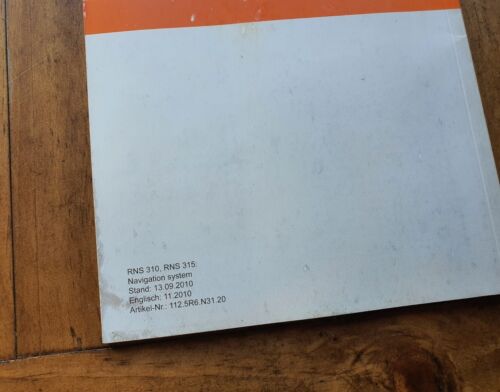 RNS 310, RNS 315:
Navigation system
Stand: 13.09.2010
Englisch: 11.2010
Artikel-Nr.: 112.5R6.N31.20